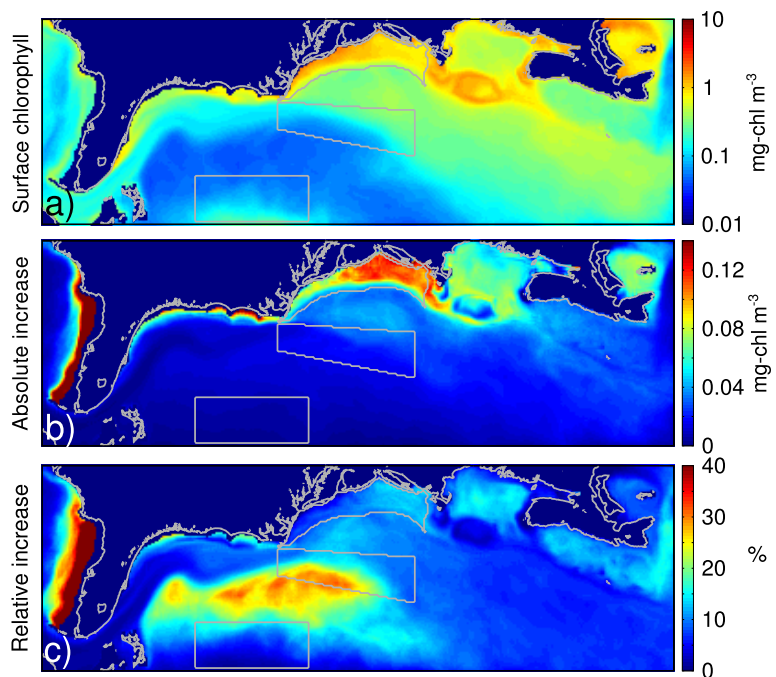 Surface chlorophyll
a)
10
1
0.1
0.01
mg-chl m⁻³
Absolute increase
b)
0.12
0.08
0.04
0
mg-chl m⁻³
Relative increase
c)
40
30
20
10
0
%